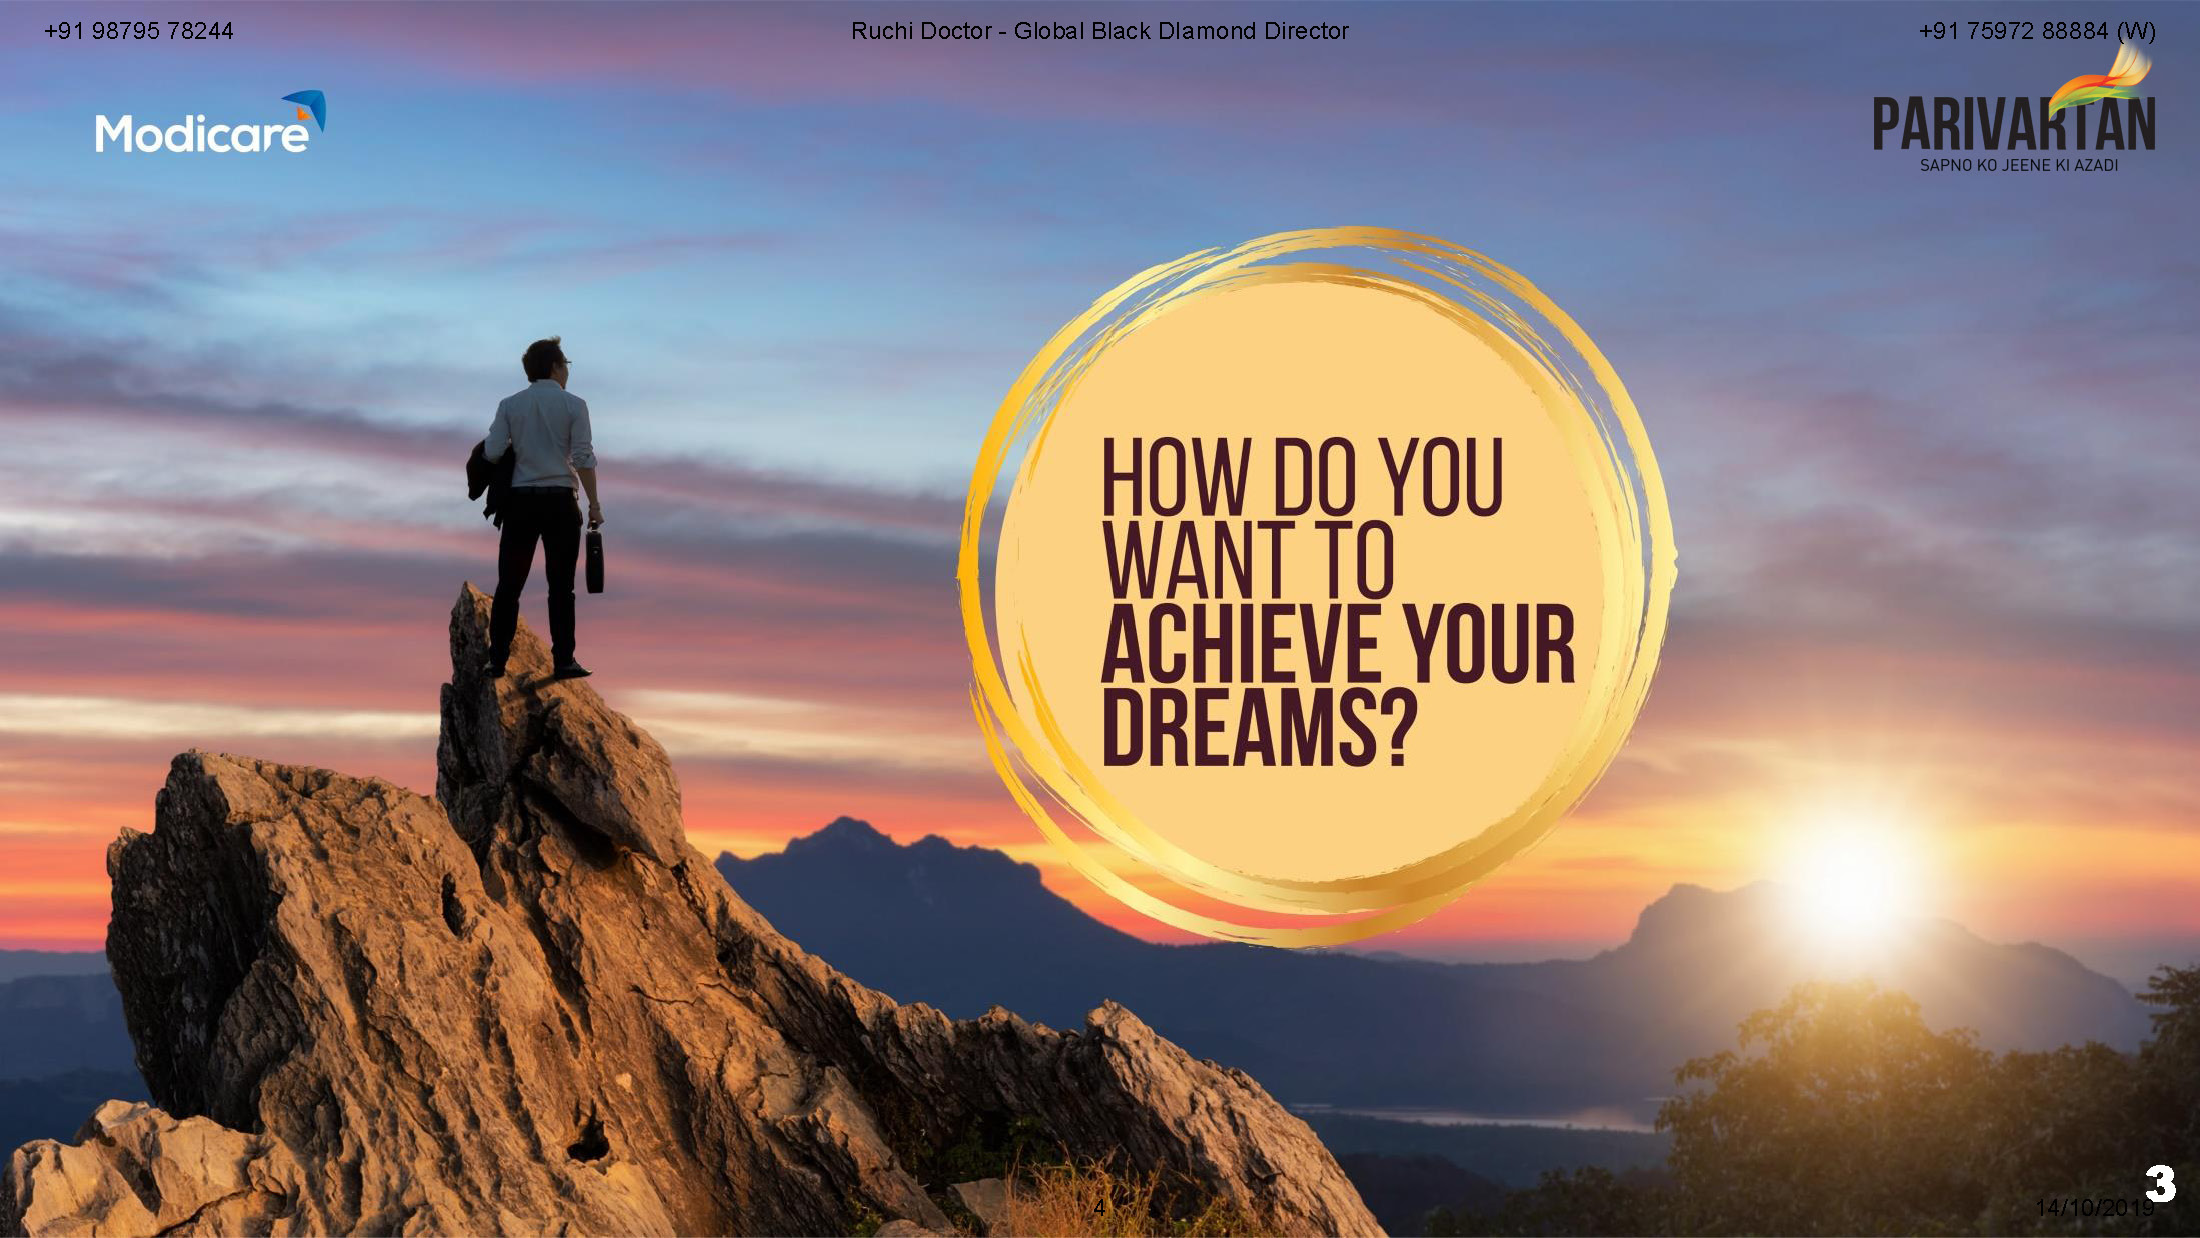 +91 98795 78244
Ruchi Doctor - Global Black DIamond Director
+91 75972 88884 (W)
Modicare
PARIVARTAN
SAPNO KO JEENE KI AZADI
HOW DO YOU
WANT TO
ACHIEVE YOUR
DREAMS?
3
4
14/10/2019